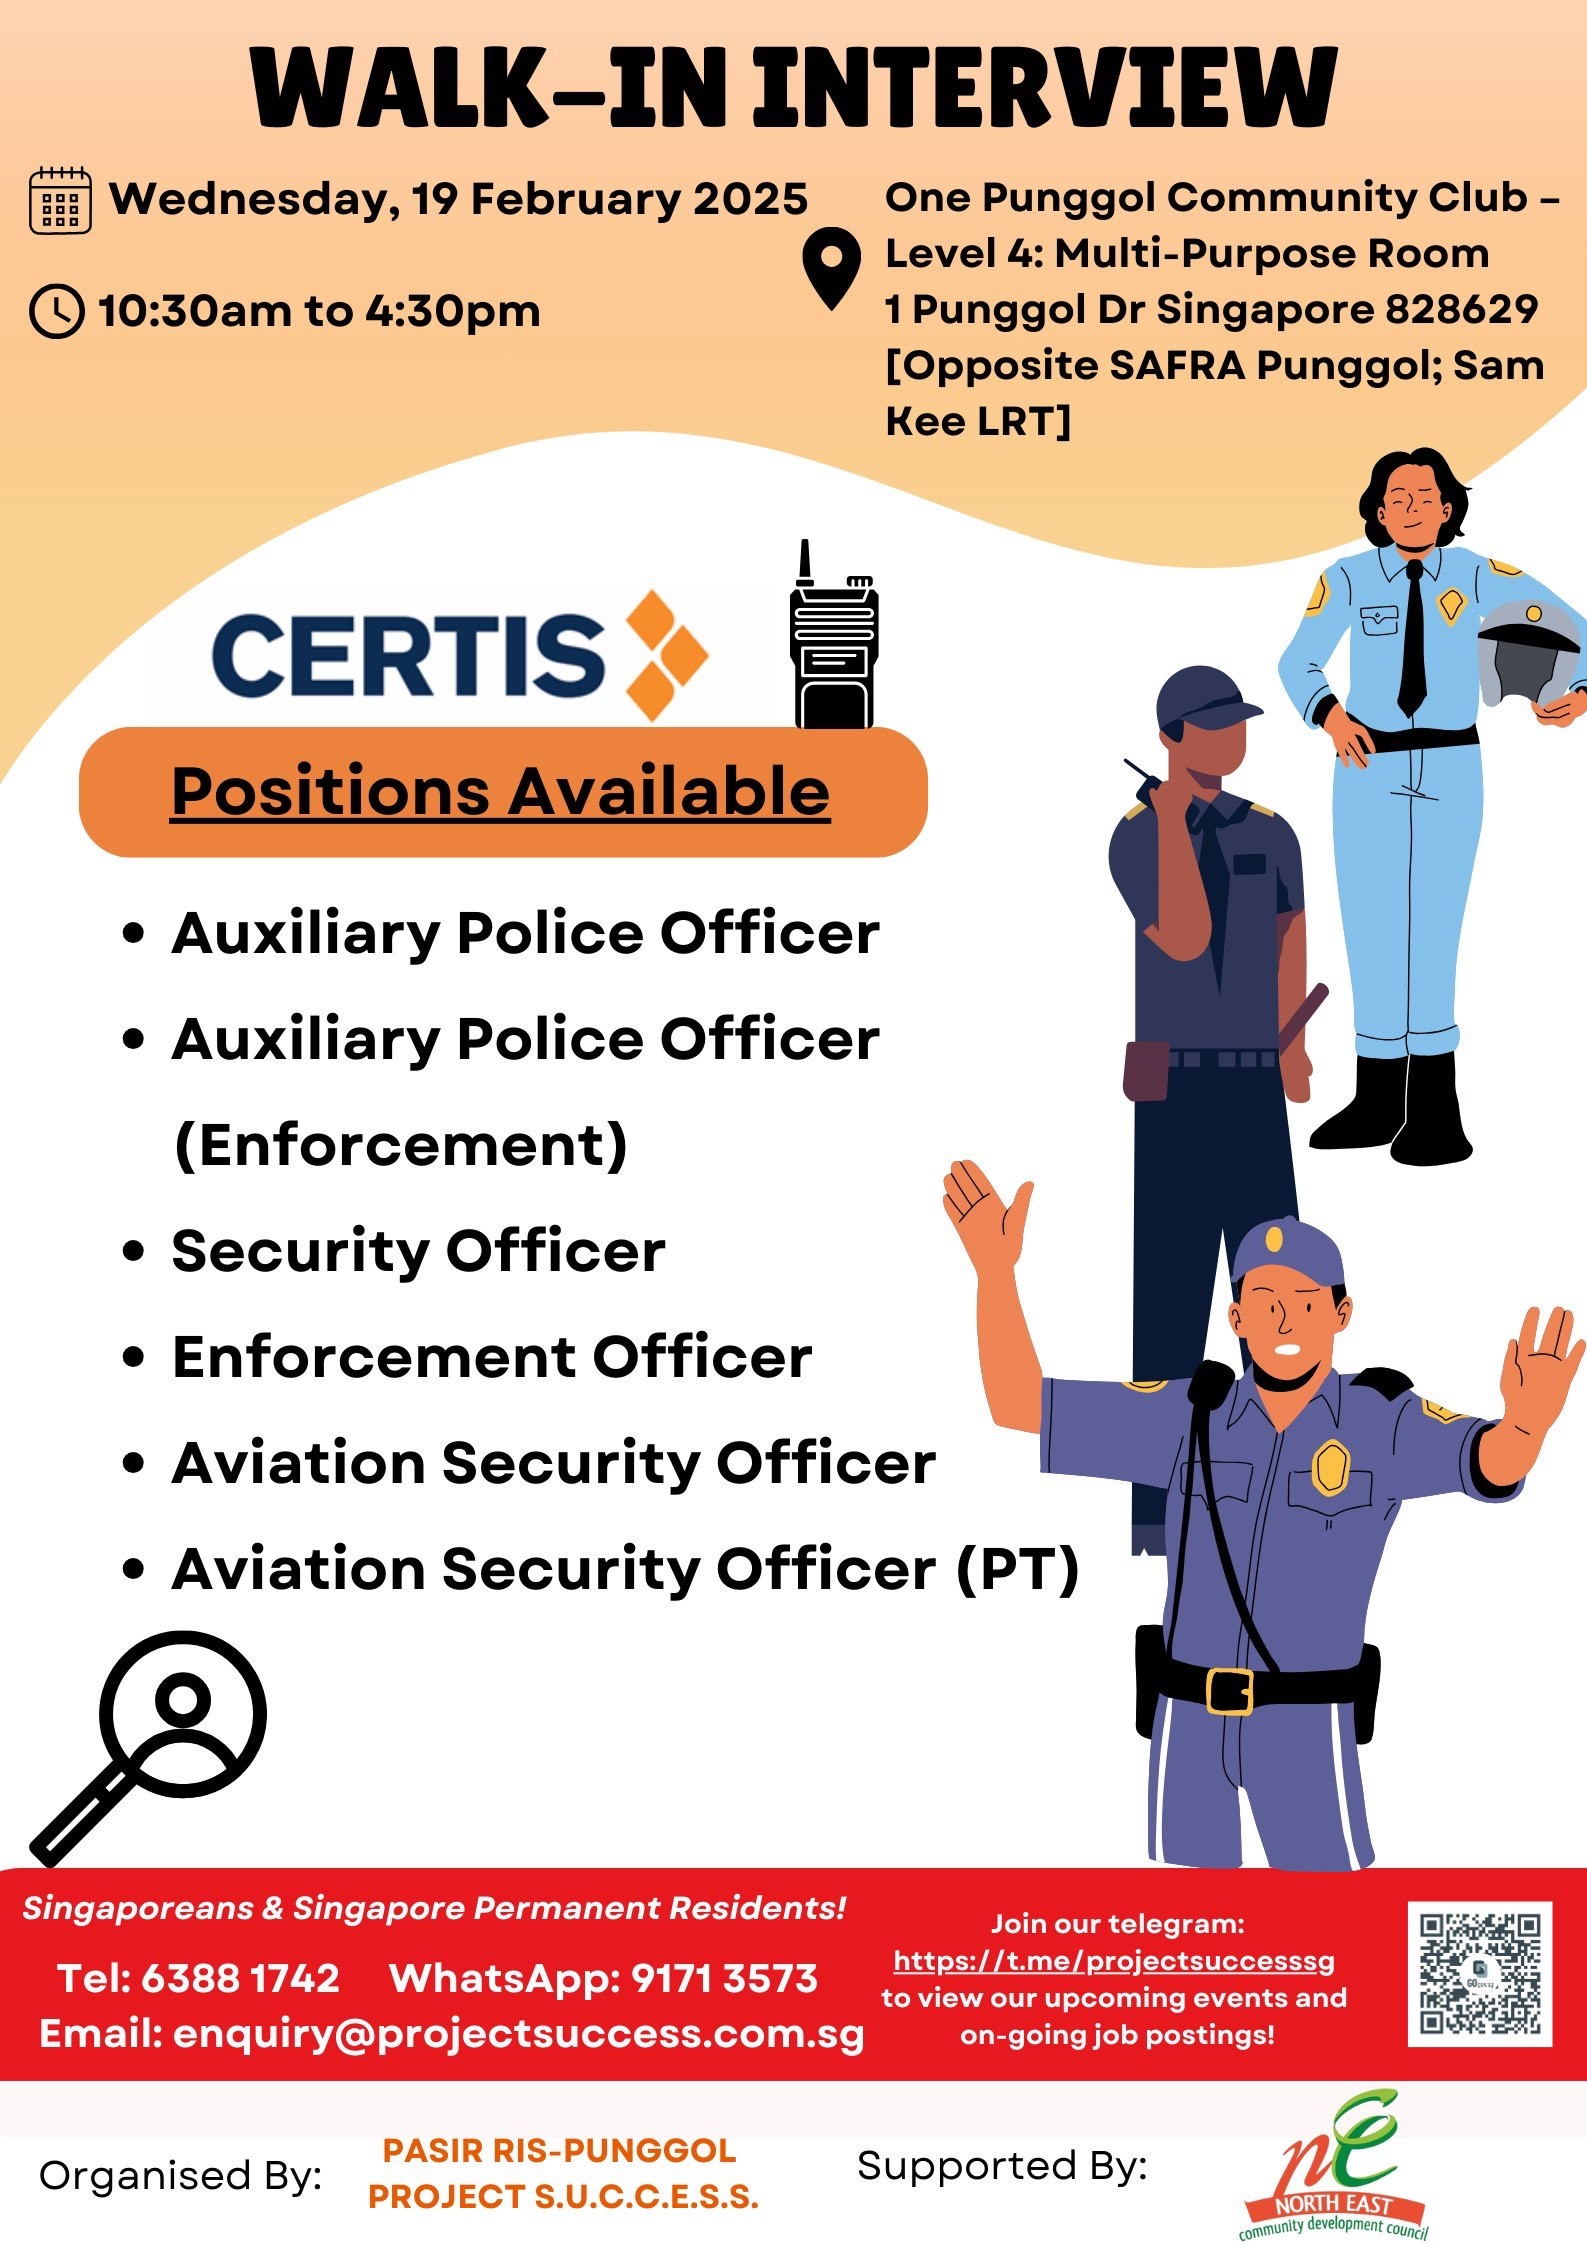 WALK-IN INTERVIEW
Wednesday, 19 February 2025
10:30am to 4:30pm
One Punggol Community Club –
Level 4: Multi-Purpose Room
1 Punggol Dr Singapore 828629
[Opposite SAFRA Punggol; Sam
Kee LRT]
CERTIS
Positions Available
• Auxiliary Police Officer
• Auxiliary Police Officer
(Enforcement)
• Security Officer
• Enforcement Officer
• Aviation Security Officer
• Aviation Security Officer (PT)
Singaporeans & Singapore Permanent Residents!
Tel: 6388 1742 WhatsApp: 9171 3573
Email: enquiry@projectsuccess.com.sg
Join our telegram:
https://t.me/projectsuccesssg
to view our upcoming events and
on-going job postings!
Organised By:
PASIR RIS-PUNGGOL
PROJECT S.U.C.C.E.S.S.
Supported By:
nE
NORTH EAST
community development council